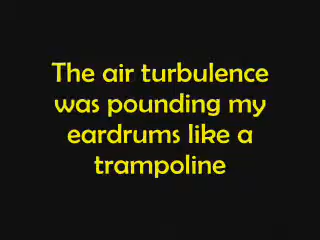 The air turbulence
was pounding my
eardrums like a
trampoline